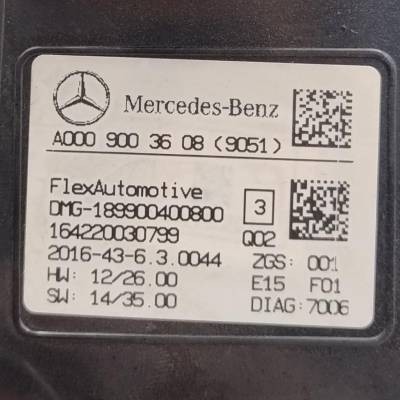 Mercedes-Benz
A000 900 36 08 (9051)
FlexAutomotive
DMG-189900400800
3
164220030799
Q02
2016-43-6.3.0044
ZGS: 001
HW: 12/26.00
E15 F01
SW: 14/35.00
DIAG:7006